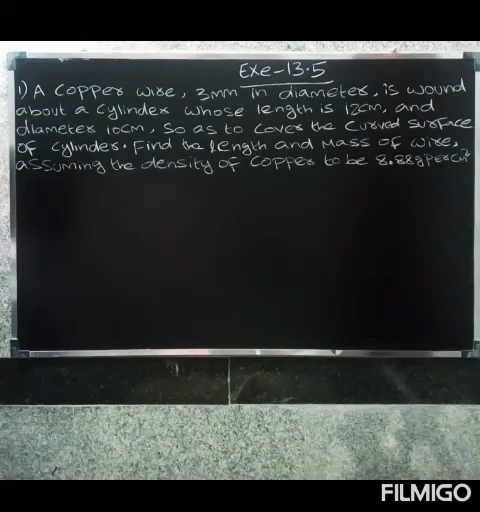 Exe-13.5
1) A copper wire, 3mm in diameter, is wound
about a cylinder whose length is 12cm, and
diameter 10cm, so as to cover the curved surface
of cylinder. Find the length and mass of wire,
assuming the density of copper to be 8.88g per cm³
FILMIGO